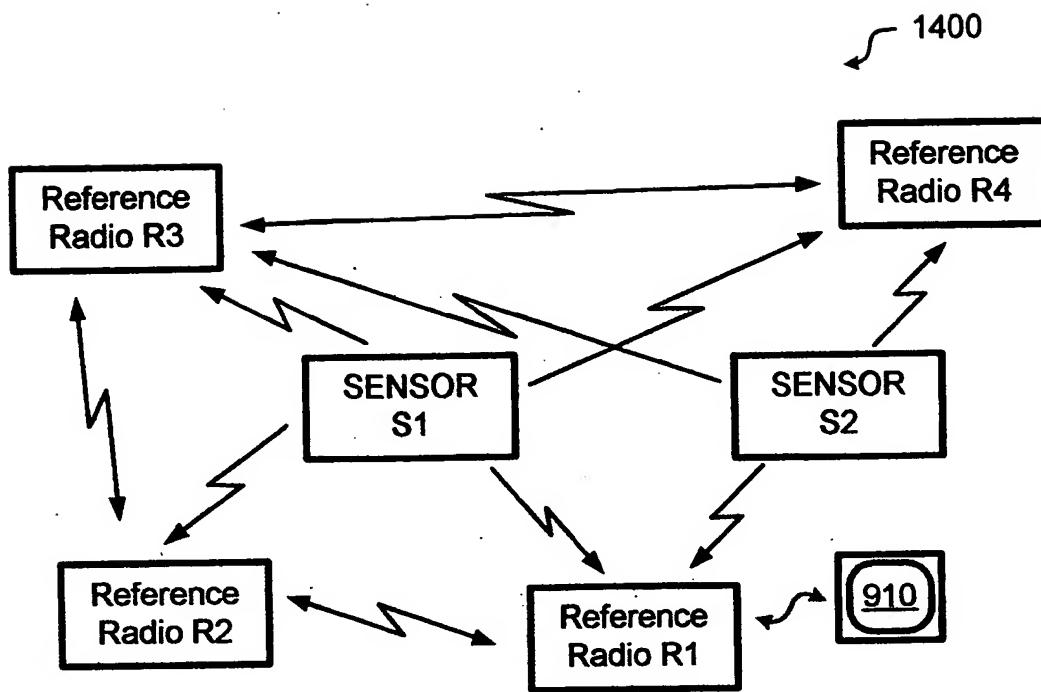 1400
Reference
Radio R4
Reference
Radio R3
SENSOR
S1
SENSOR
S2
Reference
Radio R2
Reference
Radio R1
910